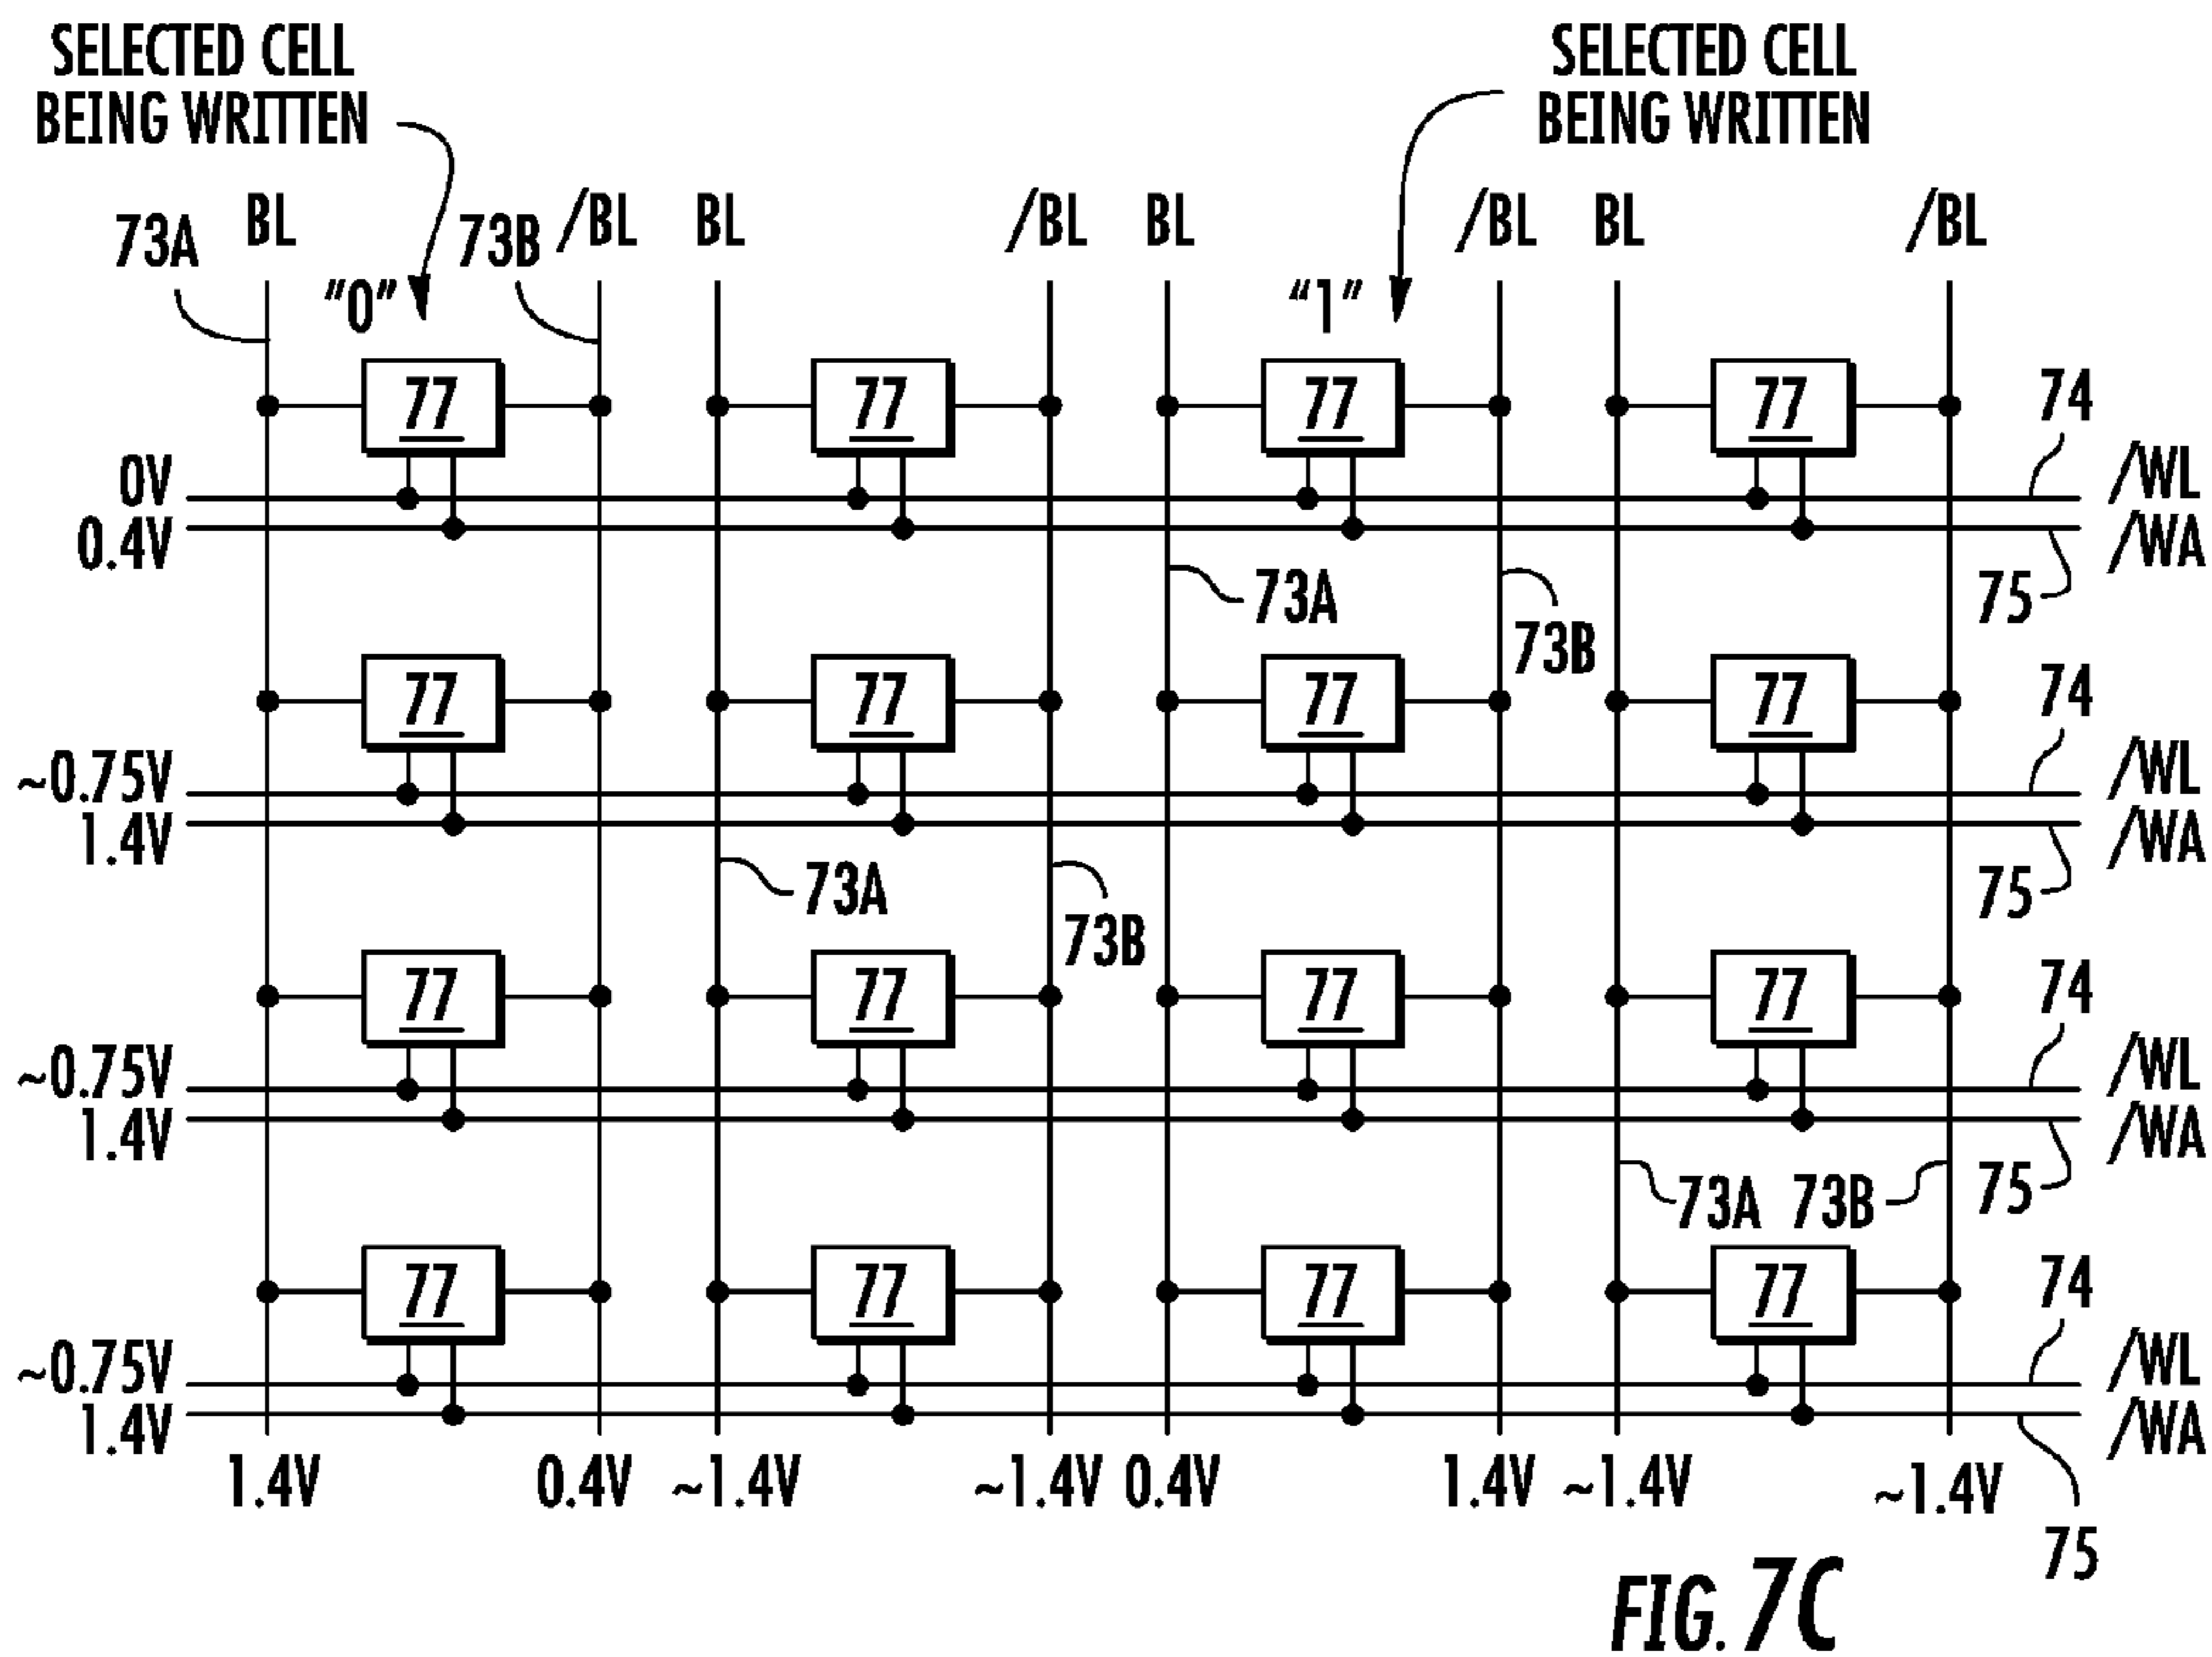 SELECTED CELL
BEING WRITTEN
SELECTED CELL
BEING WRITTEN
73A BL 73B /BL BL /BL BL /BL BL /BL
"0" "1"
77 77 77 77
74
0V /WL
0.4V /WA
73A 75
73B
77 77 77 77
74
~0.75V /WL
1.4V /WA
73A 75
73B
77 77 77 77
74
~0.75V /WL
1.4V /WA
73A 73B 75
77 77 77 77
74
~0.75V /WL
1.4V /WA
1.4V 0.4V ~1.4V ~1.4V 0.4V 1.4V ~1.4V ~1.4V
75
FIG. 7C